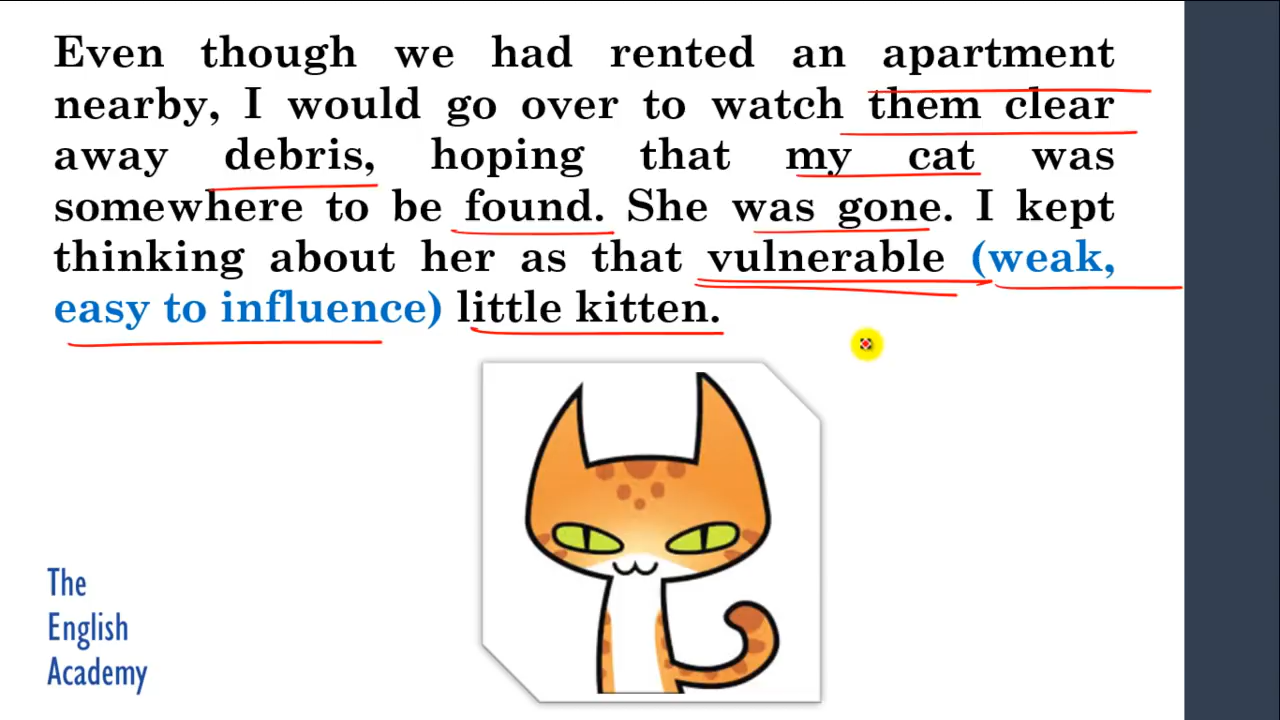 Even though we had rented an apartment
nearby, I would go over to watch them clear
away debris, hoping that my cat was
somewhere to be found. She was gone. I kept
thinking about her as that vulnerable (weak,
easy to influence) little kitten.
The
English
Academy